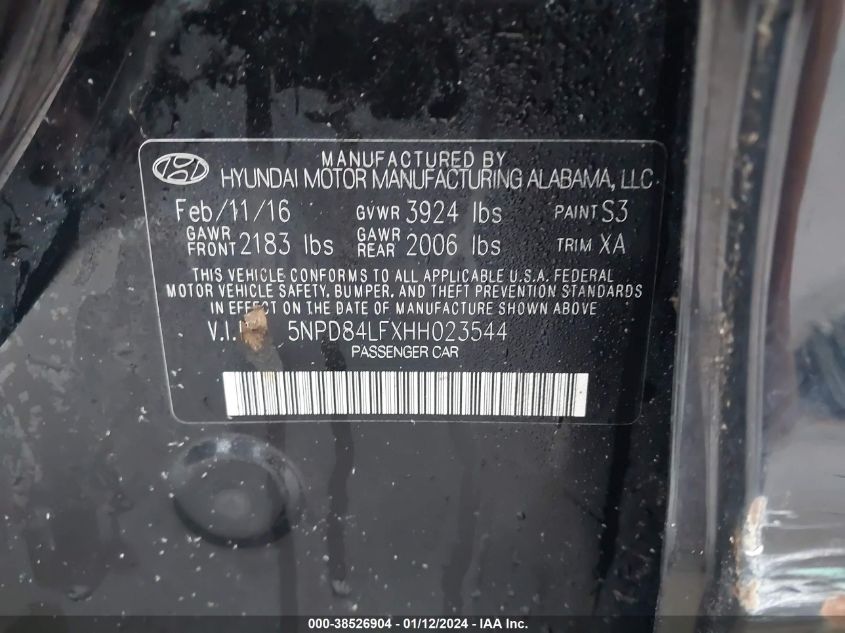 MANUFACTURED BY
HYUNDAI MOTOR MANUFACTURING ALABAMA, LLC
Feb/11/16 GVWR 3924 lbs PAINT S3
GAWR FRONT 2183 lbs GAWR REAR 2006 lbs TRIM XA
THIS VEHICLE CONFORMS TO ALL APPLICABLE U.S.A. FEDERAL
MOTOR VEHICLE SAFETY, BUMPER, AND THEFT PREVENTION STANDARDS
IN EFFECT ON THE DATE OF MANUFACTURE SHOWN ABOVE
V.I. 5NPD84LFXHH023544
PASSENGER CAR
000-38526904 - 01/12/2024 - IAA Inc.